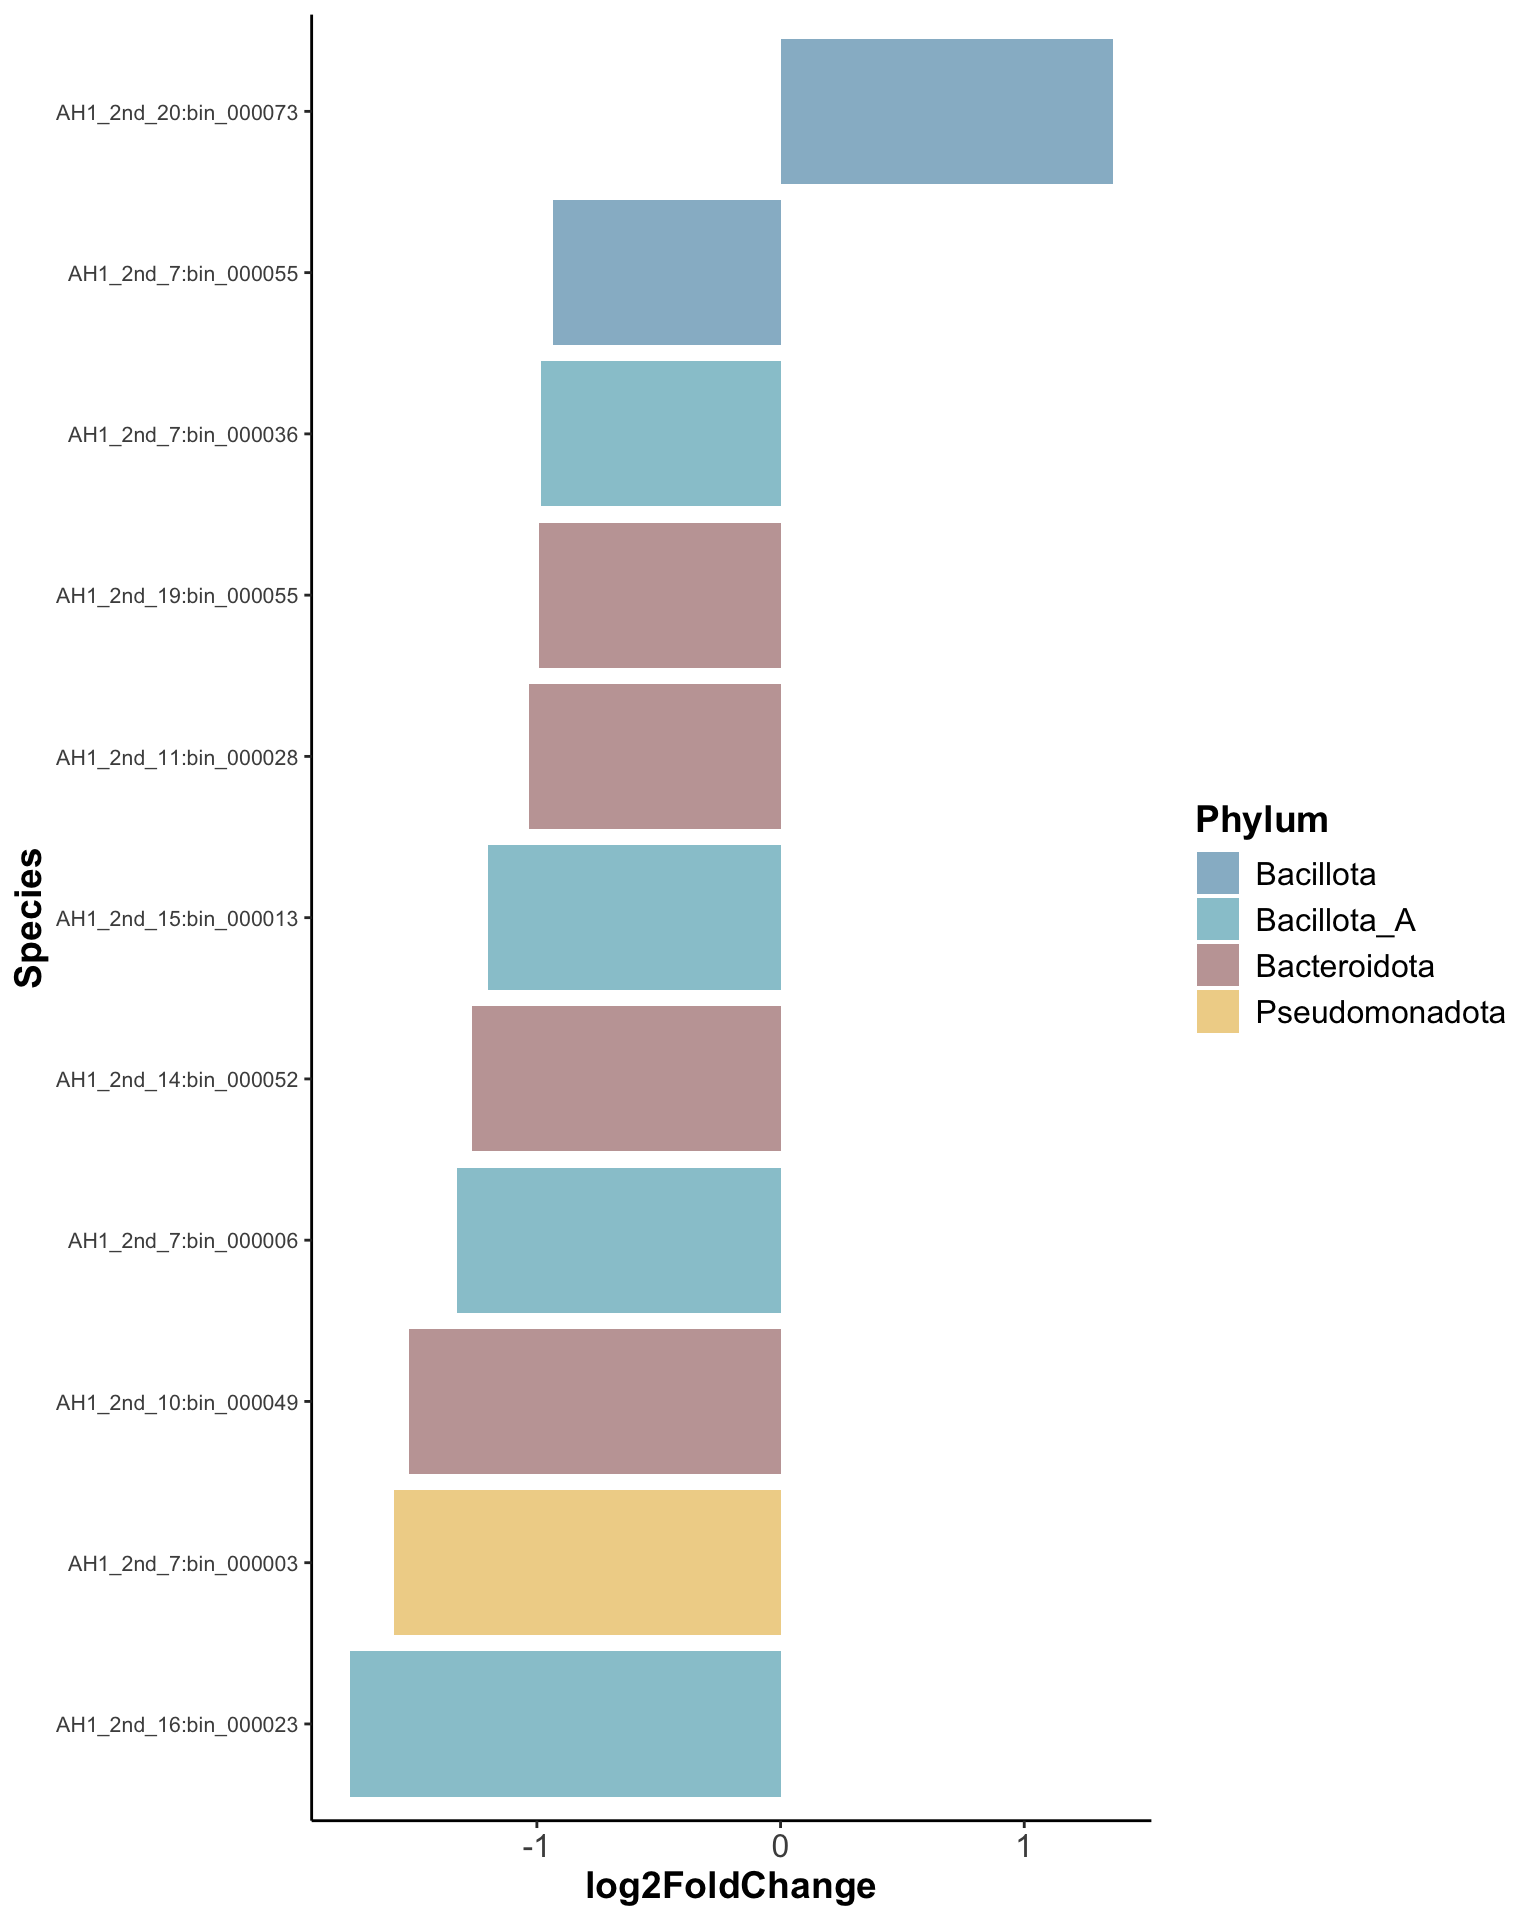 Species
AH1_2nd_20:bin_000073
AH1_2nd_7:bin_000055
AH1_2nd_7:bin_000036
AH1_2nd_19:bin_000055
AH1_2nd_11:bin_000028
AH1_2nd_15:bin_000013
AH1_2nd_14:bin_000052
AH1_2nd_7:bin_000006
AH1_2nd_10:bin_000049
AH1_2nd_7:bin_000003
AH1_2nd_16:bin_000023
-1 0 1
log2FoldChange
Phylum
Bacillota
Bacillota_A
Bacteroidota
Pseudomonadota